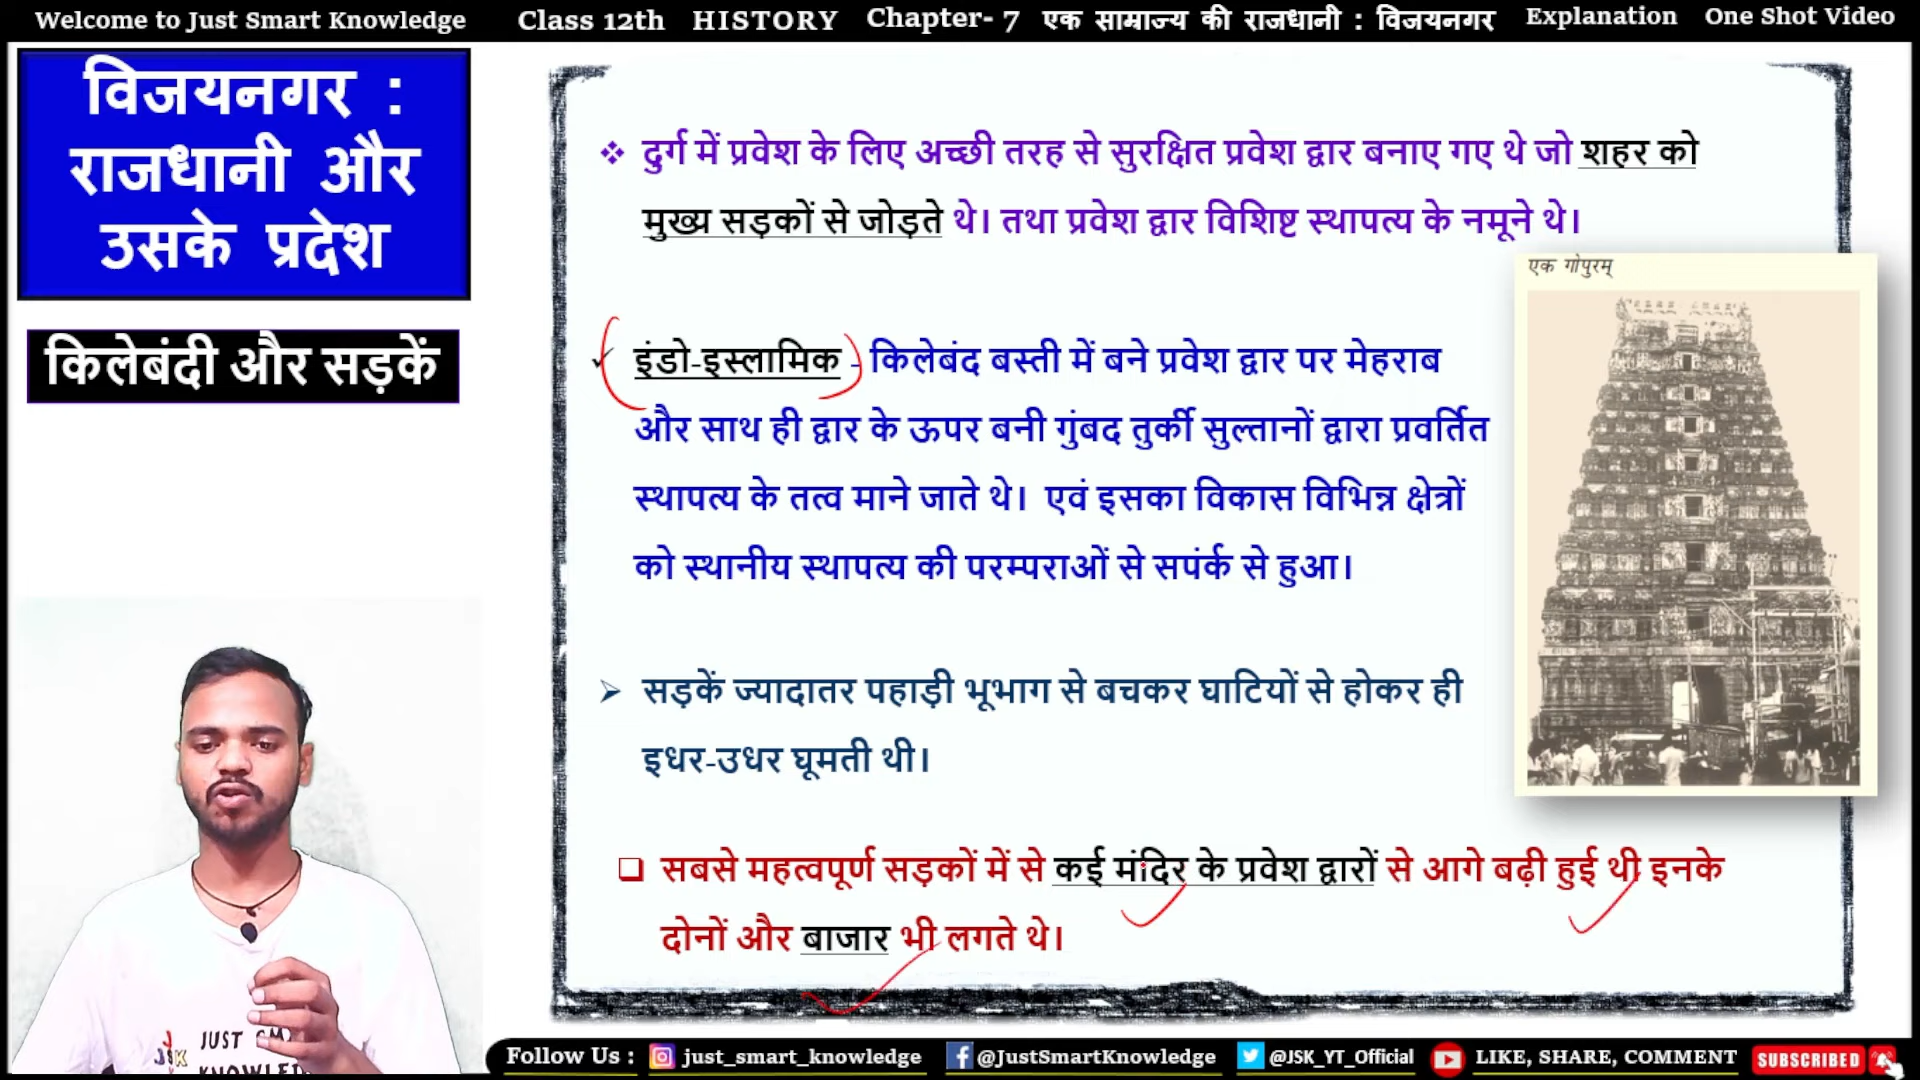 Welcome to Just Smart Knowledge Class 12th HISTORY Chapter- 7 एक साम्राज्य की राजधानी : विजयनगर Explanation One Shot Video
विजयनगर :
राजधानी और
उसके प्रदेश
किलेबंदी और सड़कें
❖ दुर्ग में प्रवेश के लिए अच्छी तरह से सुरक्षित प्रवेश द्वार बनाए गए थे जो शहर को
मुख्य सड़कों से जोड़ते थे। तथा प्रवेश द्वार विशिष्ट स्थापत्य के नमूने थे।
एक गोपुरम्
✓ इंडो-इस्लामिक - किलेबंद बस्ती में बने प्रवेश द्वार पर मेहराब
और साथ ही द्वार के ऊपर बनी गुंबद तुर्की सुल्तानों द्वारा प्रवर्तित
स्थापत्य के तत्व माने जाते थे। एवं इसका विकास विभिन्न क्षेत्रों
को स्थानीय स्थापत्य की परम्पराओं से सपंर्क से हुआ।
➢ सड़कें ज्यादातर पहाड़ी भूभाग से बचकर घाटियों से होकर ही
इधर-उधर घूमती थी।
❑ सबसे महत्वपूर्ण सड़कों में से कई मंदिर के प्रवेश द्वारों से आगे बढ़ी हुई थी इनके
दोनों और बाजार भी लगते थे।
JUST
Follow Us : just_smart_knowledge @JustSmartKnowledge @JSK_YT_Official LIKE, SHARE, COMMENT SUBSCRIBED